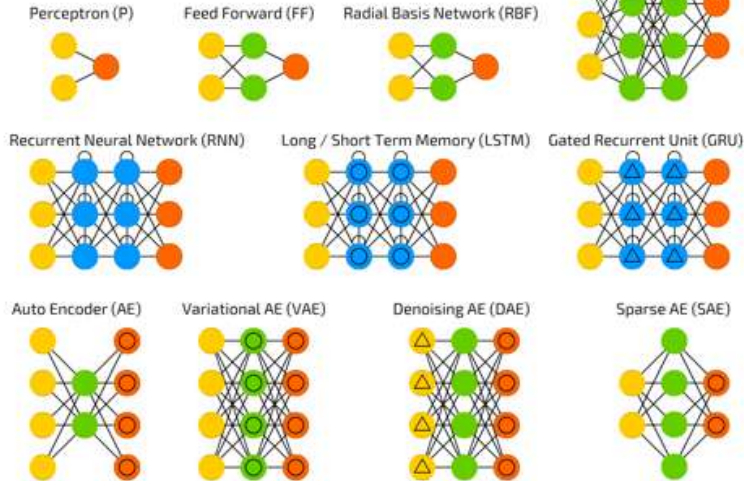 Perceptron (P)
Feed Forward (FF)
Radial Basis Network (RBF)
Recurrent Neural Network (RNN)
Long / Short Term Memory (LSTM)
Gated Recurrent Unit (GRU)
Auto Encoder (AE)
Variational AE (VAE)
Denoising AE (DAE)
Sparse AE (SAE)